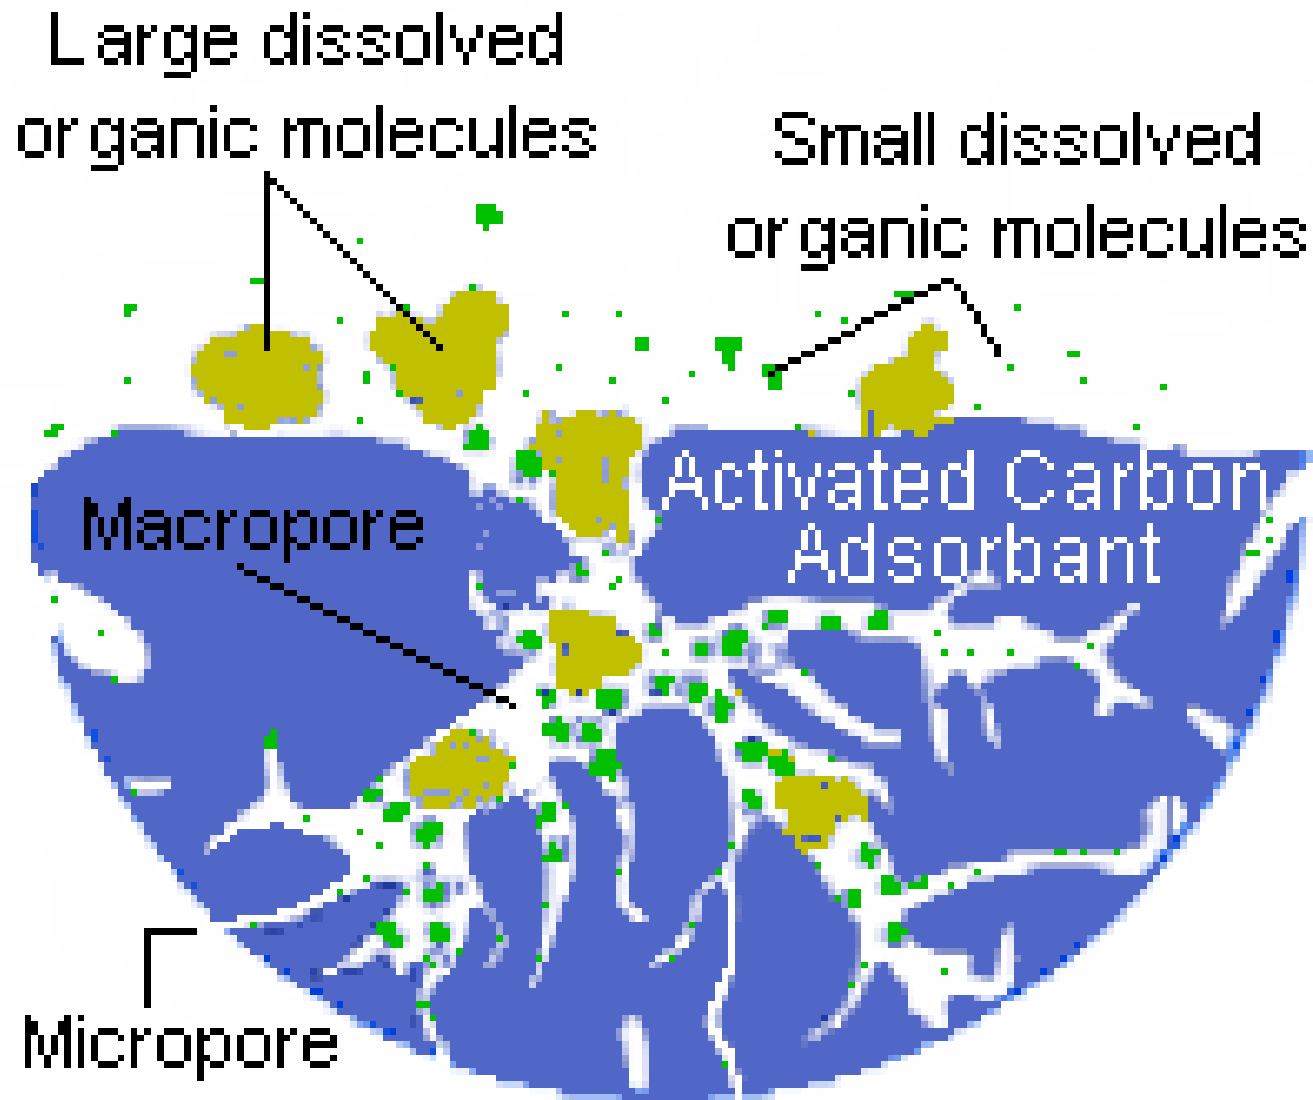 Large dissolved
organic molecules
Small dissolved
organic molecules
Activated Carbon
Adsorbant
Macropore
Micropore